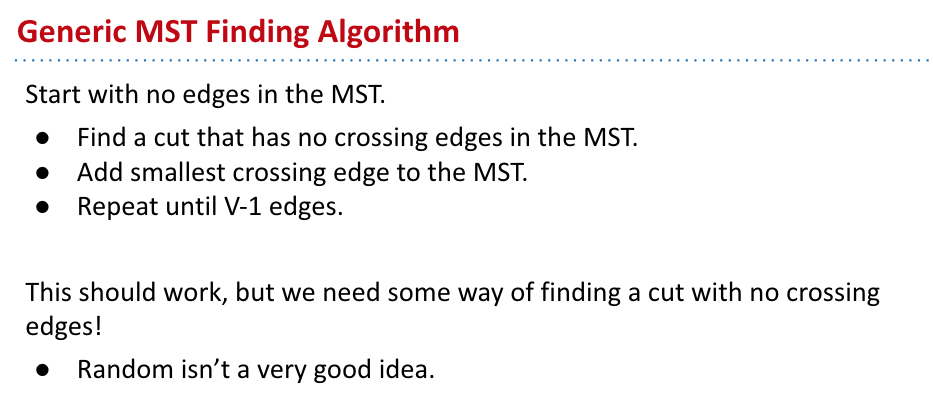 Generic MST Finding Algorithm
Start with no edges in the MST.
● Find a cut that has no crossing edges in the MST.
● Add smallest crossing edge to the MST.
● Repeat until V-1 edges.
This should work, but we need some way of finding a cut with no crossing
edges!
● Random isn’t a very good idea.